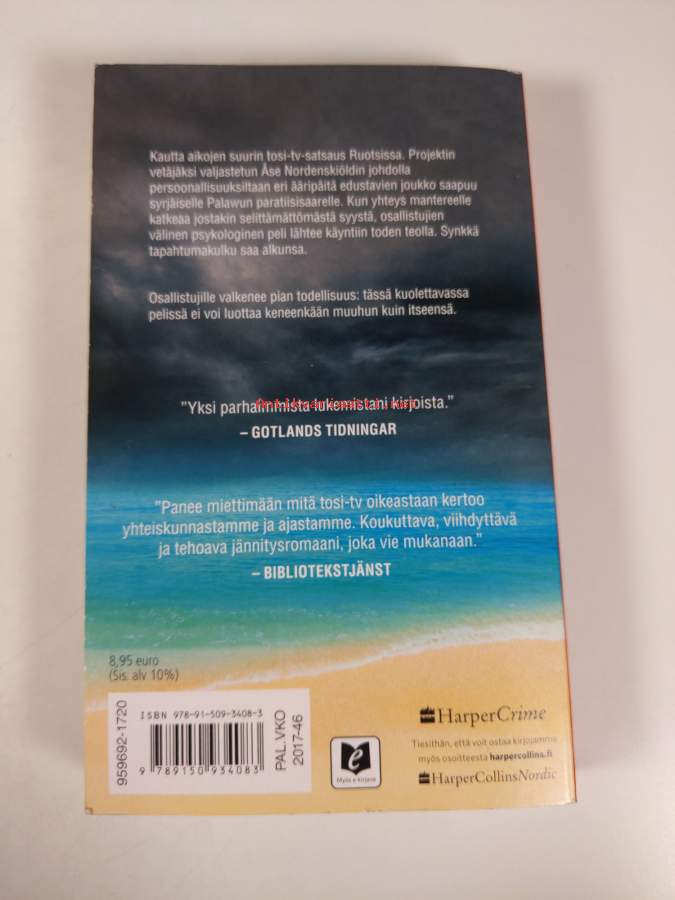 Kautta aikojen suurin tosi-tv-satsaus Ruotsissa. Projektin
vetäjäksi valjastetun Åse Nordenskiöldin johdolla
persoonallisuuksiltaan eri ääripäitä edustavien joukko saapuu
syrjäiselle Palawun paratiisisaarelle. Kun yhteys mantereelle
katkeaa jostakin selittämättömästä syystä, osallistujien
välinen psykologinen peli lähtee käyntiin toden teolla. Synkkä
tapahtumakulku saa alkunsa.
Osallistujille valkenee pian todellisuus: tässä kuolettavassa
pelissä ei voi luottaa keneenkään muuhun kuin itseensä.
"Yksi parhaimmista lukemistani kirjoista."
– GOTLANDS TIDNINGAR
"Panee miettimään mitä tosi-tv oikeastaan kertoo
yhteiskunnastamme ja ajastamme. Koukuttava, viihdyttävä
ja tehoava jännitysromaani, joka vie mukanaan."
– BIBLIOTEKSTJÄNST
8,95 euro
(Sis. alv 10%)
959692-1720
ISBN 978-91-509-3408-3
9 789150 934083
PAL.VKO
2017-46
e
Myös e-kirjana
HarperCrime
Tiesithän, että voit ostaa kirjojamme
myös osoitteesta harpercollins.fi
HarperCollinsNordic